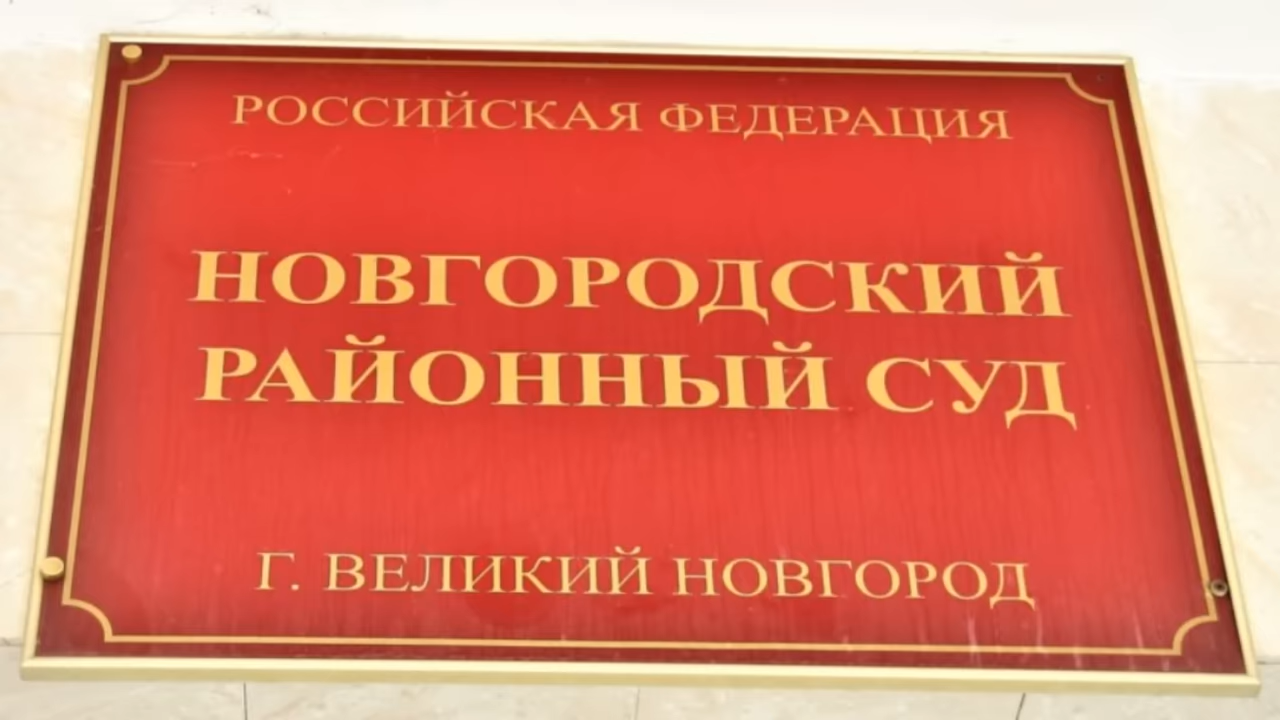 РОССИЙСКАЯ ФЕДЕРАЦИЯ
НОВГОРОДСКИЙ
РАЙОННЫЙ СУД
Г. ВЕЛИКИЙ НОВГОРОД